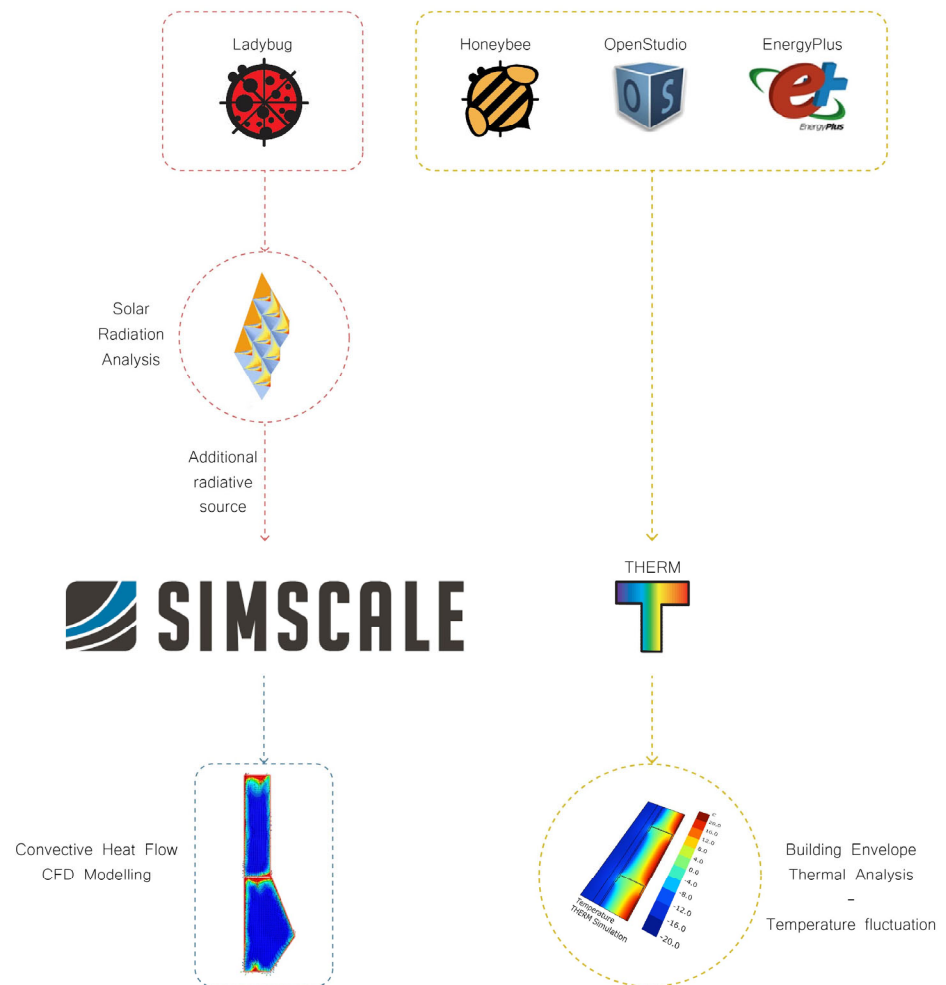 Ladybug
Honeybee
OpenStudio
EnergyPlus
O S
e+
EnergyPlus
Solar
Radiation
Analysis
Additional
radiative
source
SIMSCALE
THERM
T
Convective Heat Flow
CFD Modelling
°C
20.0
16.0
12.0
8.0
4.0
0.0
-4.0
-8.0
-12.0
-16.0
-20.0
Temperature
THERM Simulation
Building Envelope
Thermal Analysis
-
Temperature fluctuation